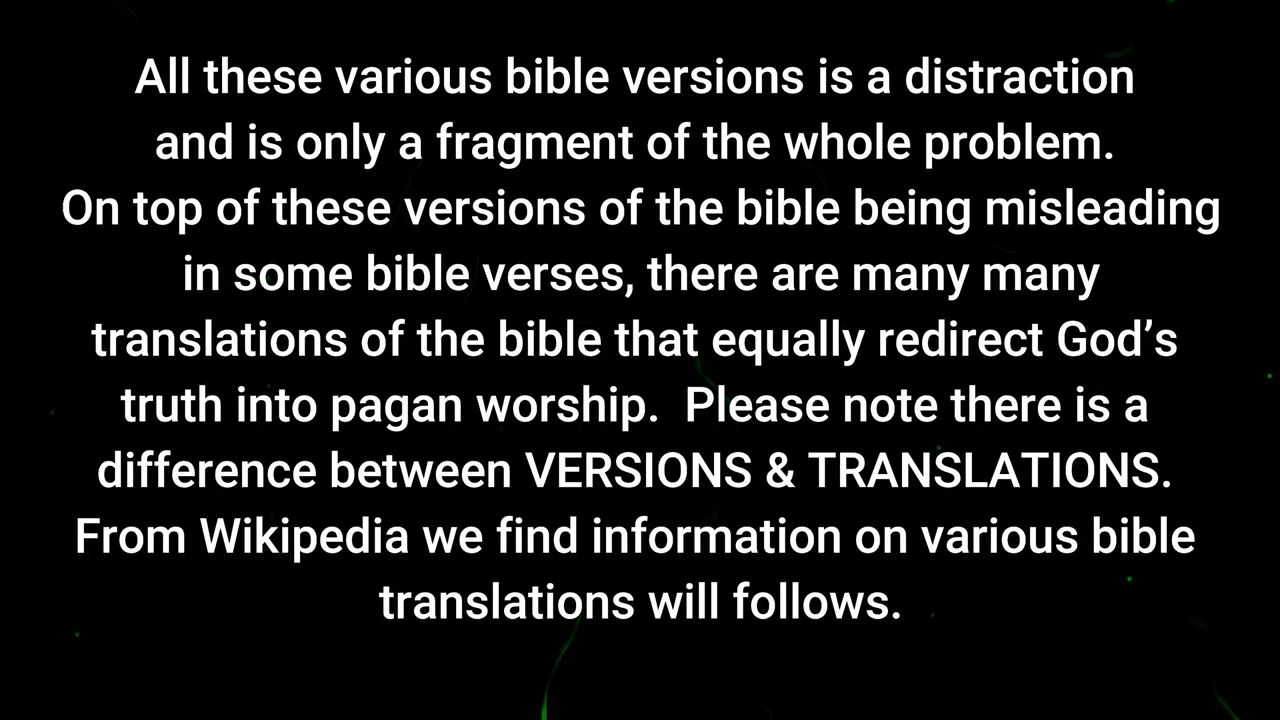 All these various bible versions is a distraction
and is only a fragment of the whole problem.
On top of these versions of the bible being misleading
in some bible verses, there are many many
translations of the bible that equally redirect God’s
truth into pagan worship.  Please note there is a
difference between VERSIONS & TRANSLATIONS.
From Wikipedia we find information on various bible
translations will follows.